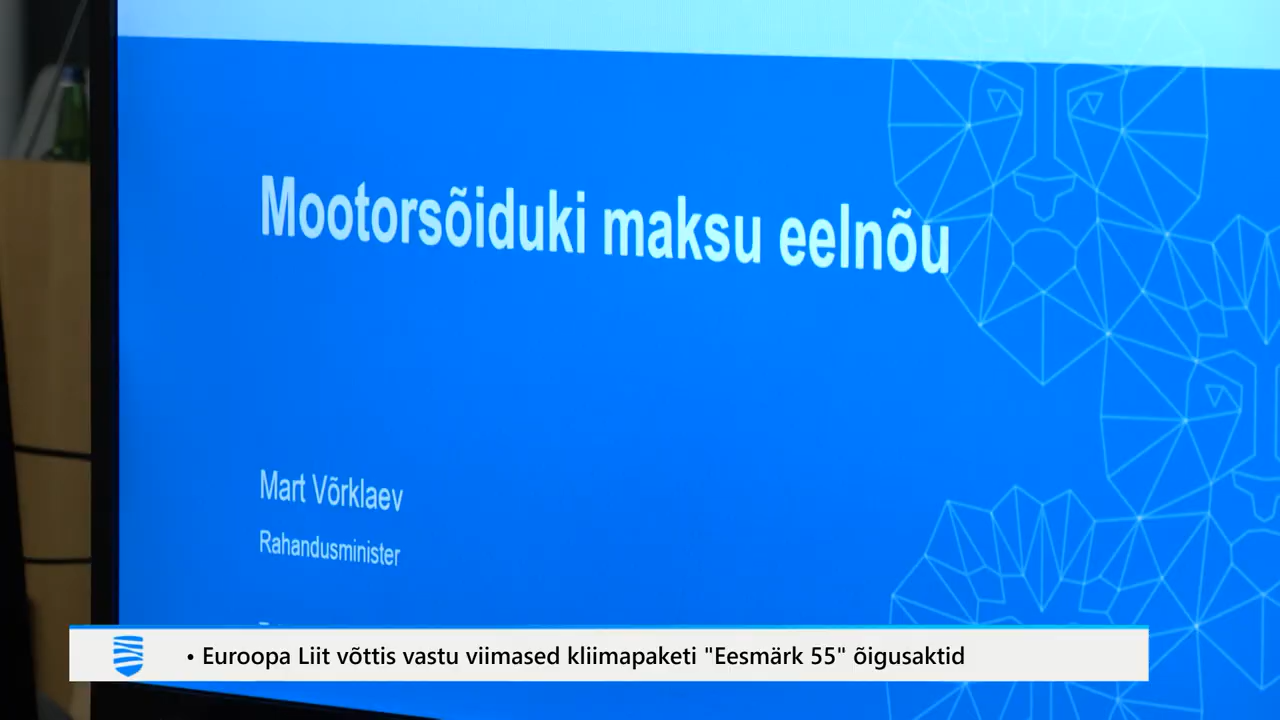 Mootorsõiduki maksu eelnõu
Mart Võrklaev
Rahandusminister
• Euroopa Liit võttis vastu viimased kliimapaketi "Eesmärk 55" õigusaktid